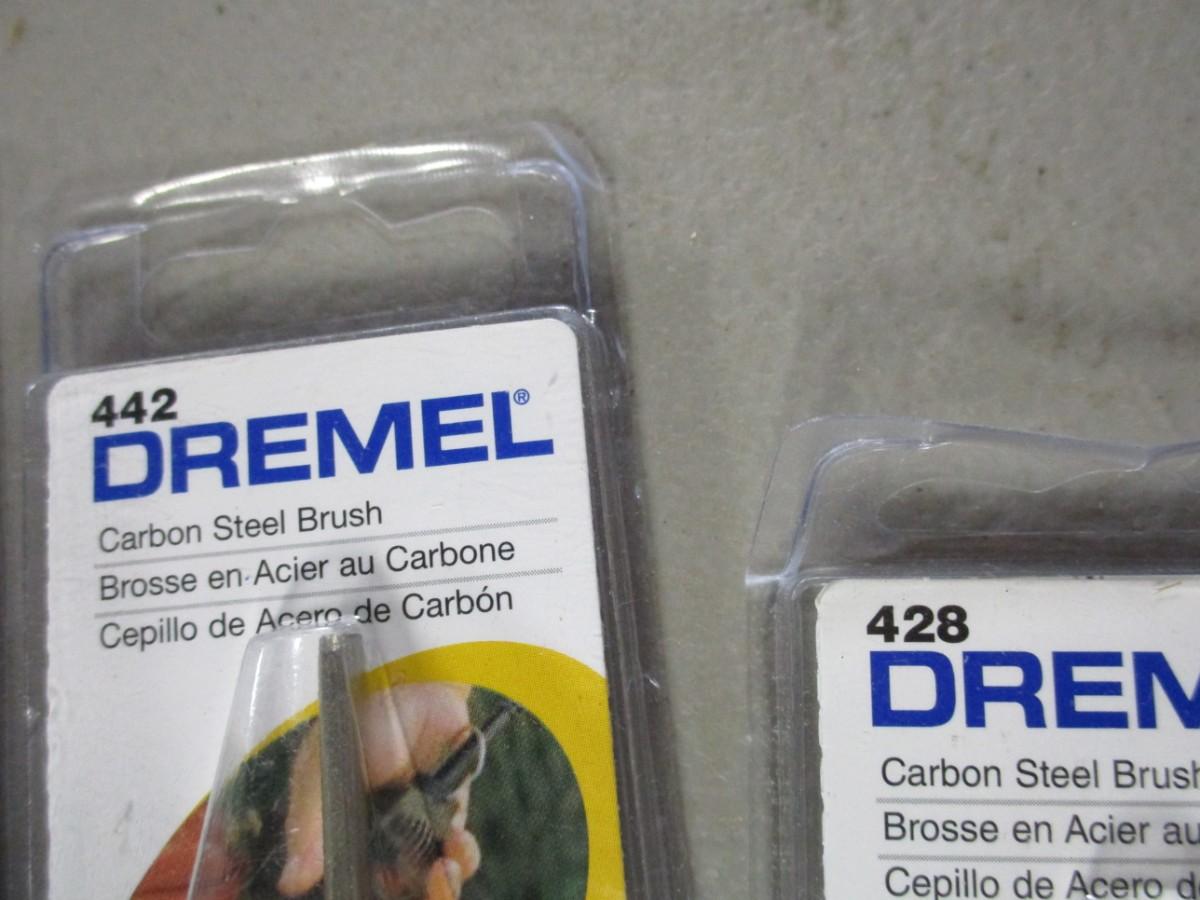 442
DREMEL®
Carbon Steel Brush
Brosse en Acier au Carbone
Cepillo de Acero de Carbón
428
DREM
Carbon Steel Brush
Brosse en Acier au
Cepillo de Acero d